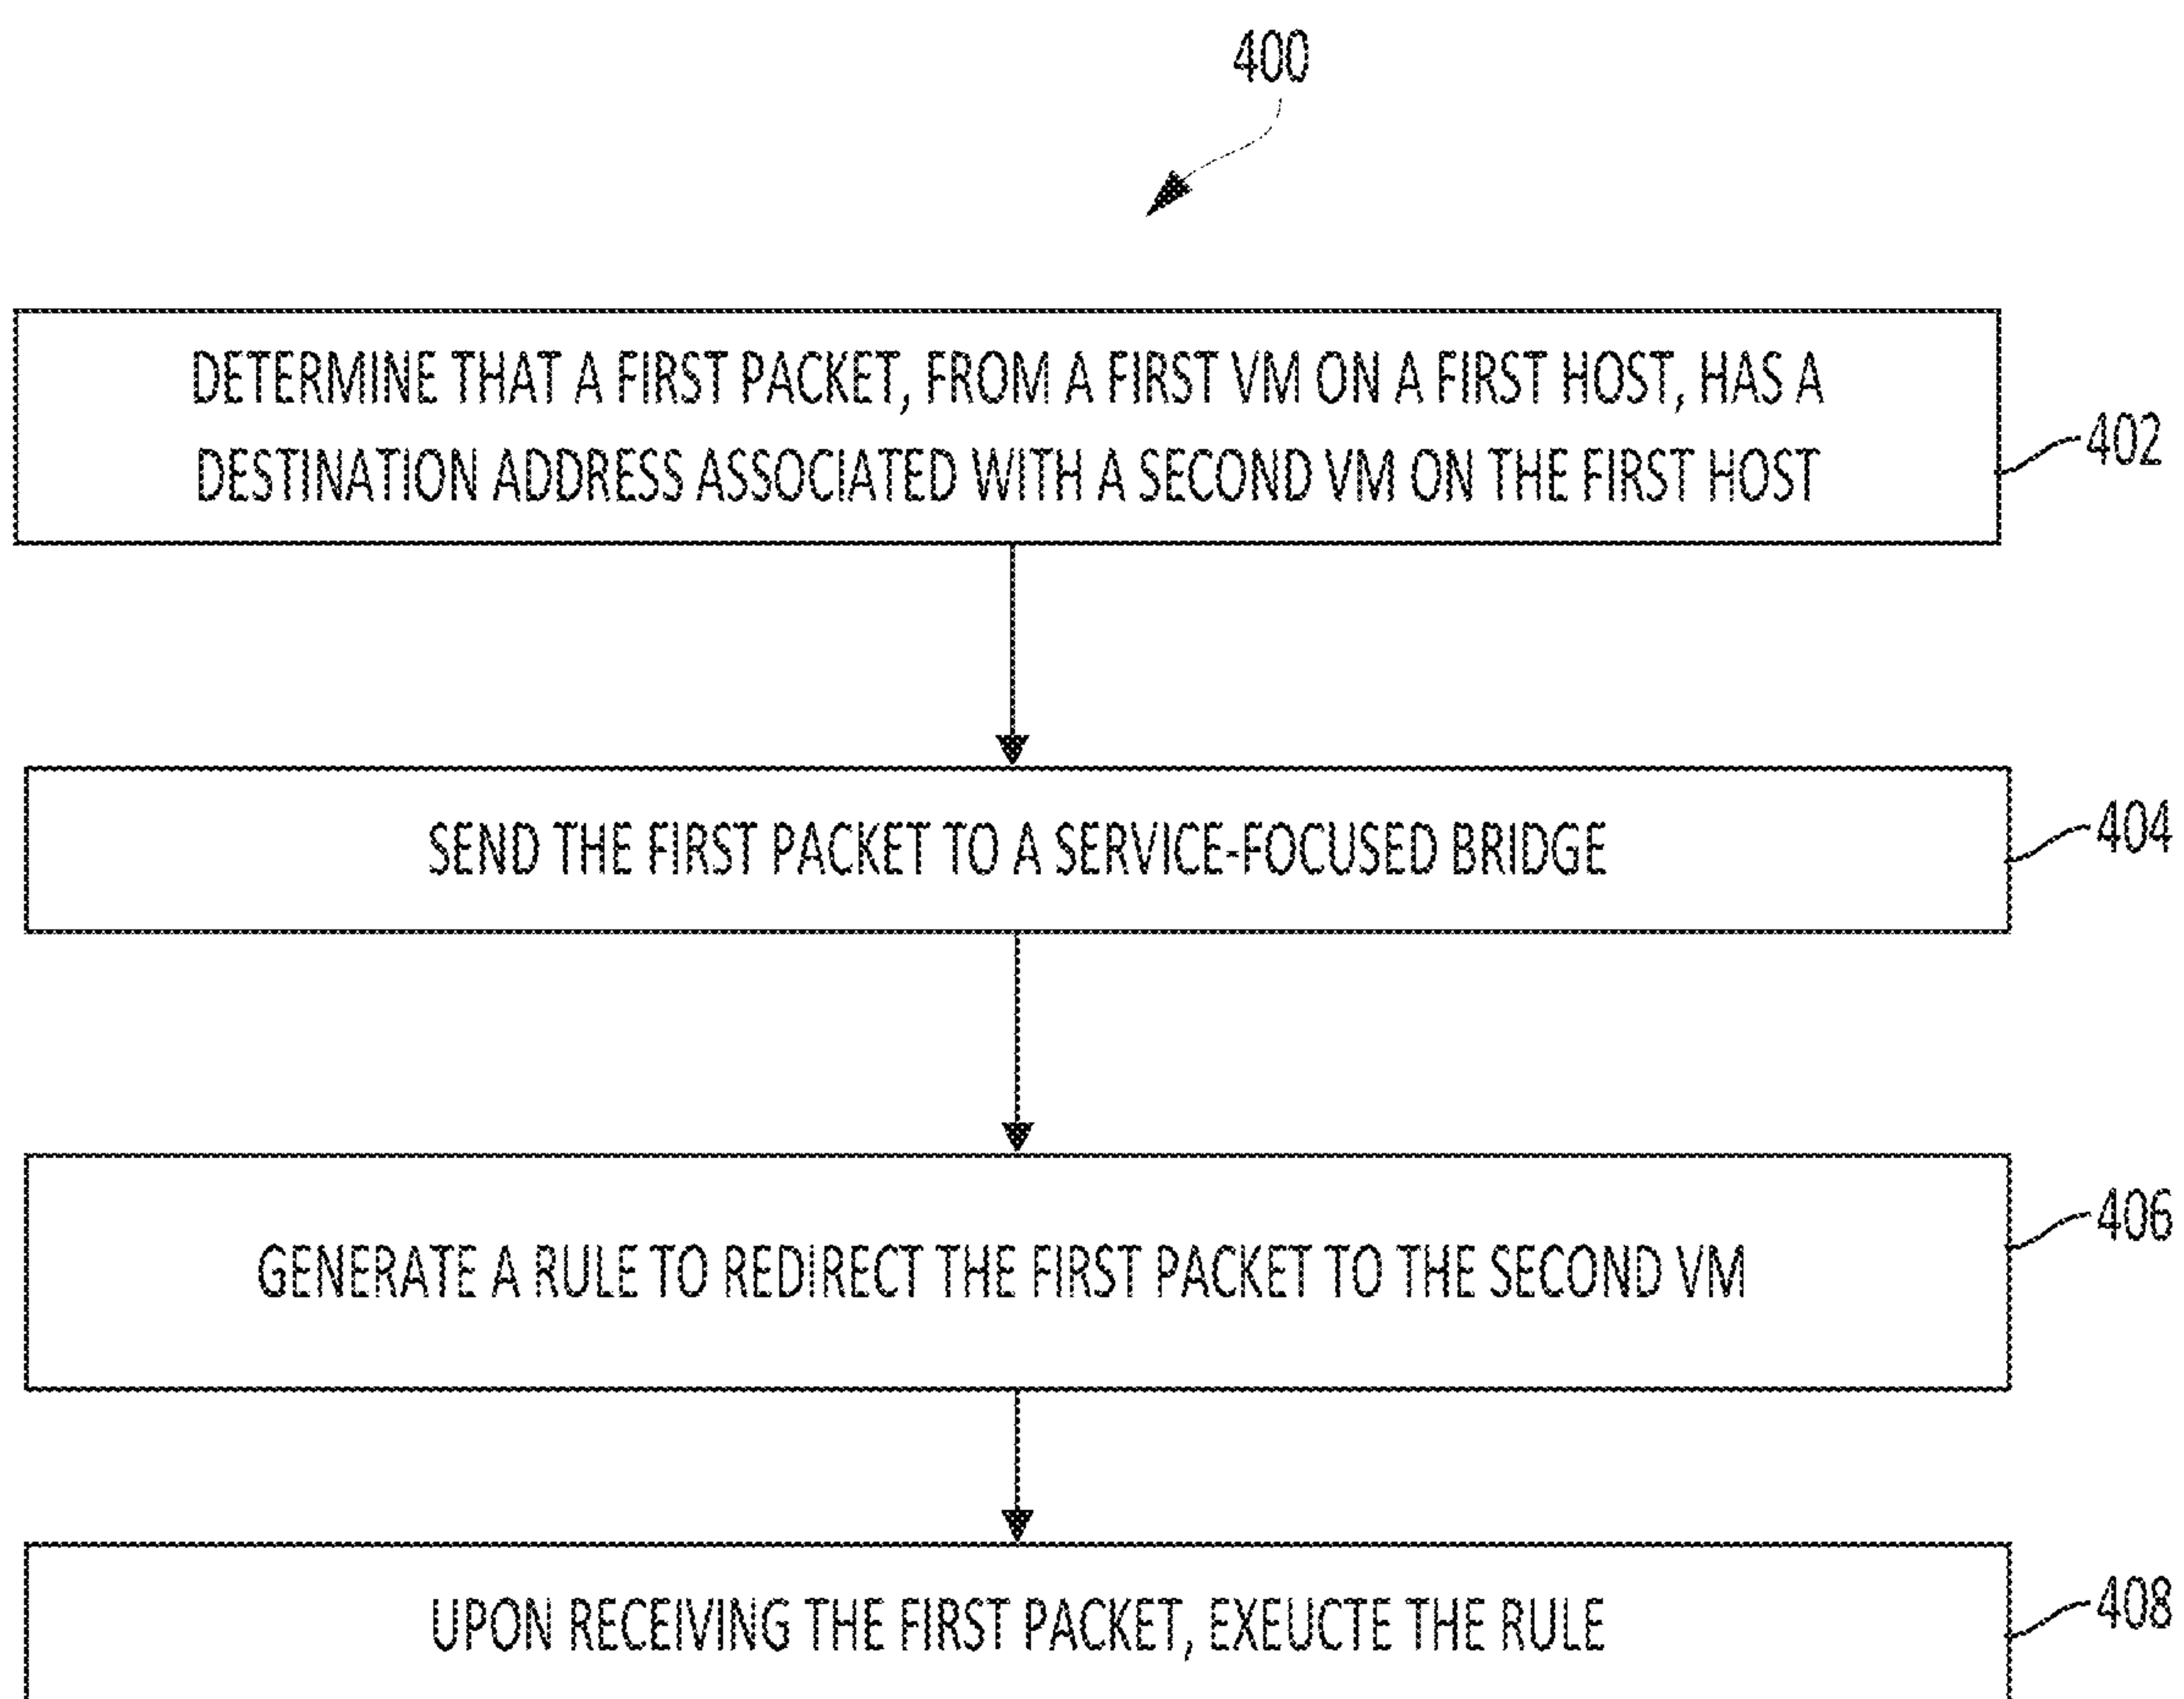 400
DETERMINE THAT A FIRST PACKET, FROM A FIRST VM ON A FIRST HOST, HAS A
DESTINATION ADDRESS ASSOCIATED WITH A SECOND VM ON THE FIRST HOST
402
SEND THE FIRST PACKET TO A SERVICE-FOCUSED BRIDGE
404
GENERATE A RULE TO REDIRECT THE FIRST PACKET TO THE SECOND VM
406
UPON RECEIVING THE FIRST PACKET, EXEUCTE THE RULE
408